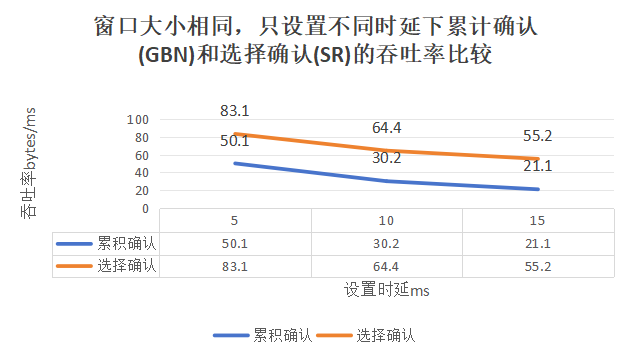 窗口大小相同，只设置不同时延下累计确认
(GBN)和选择确认(SR)的吞吐率比较
吞吐率bytes/ms
100
80
60
40
20
0
83.1
64.4
55.2
50.1
30.2
21.1
5 10 15
累积确认 50.1 30.2 21.1
选择确认 83.1 64.4 55.2
设置时延ms
累积确认 选择确认